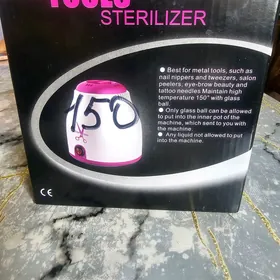 TOOLS
STERILIZER
● Best for metal tools, such as
nail nippers and tweezers, salon
peelers, eye-brow beauty and
tattoo needles Maintain high
temperature 150° with glass
ball.
● Only glass ball can be allowed
to put into the inner pot of the
machine, which sent to you with
the machine.
● Any liquid not allowed to put
into the machine.
150
CE